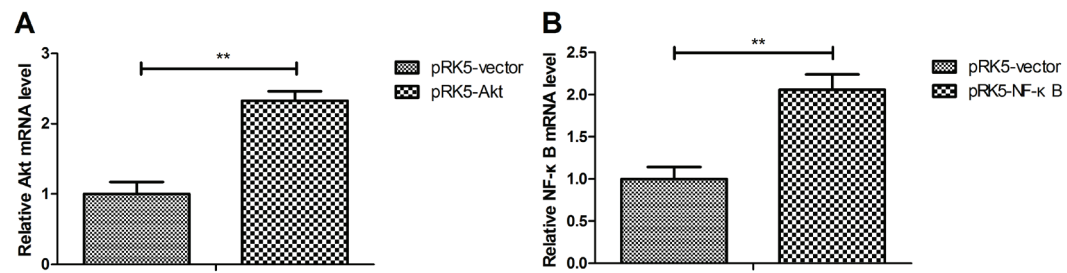 A
Relative Akt mRNA level
3
2
1
0
**
pRK5-vector
pRK5-Akt
B
Relative NF-κ B mRNA level
2.5
2.0
1.5
1.0
0.5
0.0
**
pRK5-vector
pRK5-NF-κ B